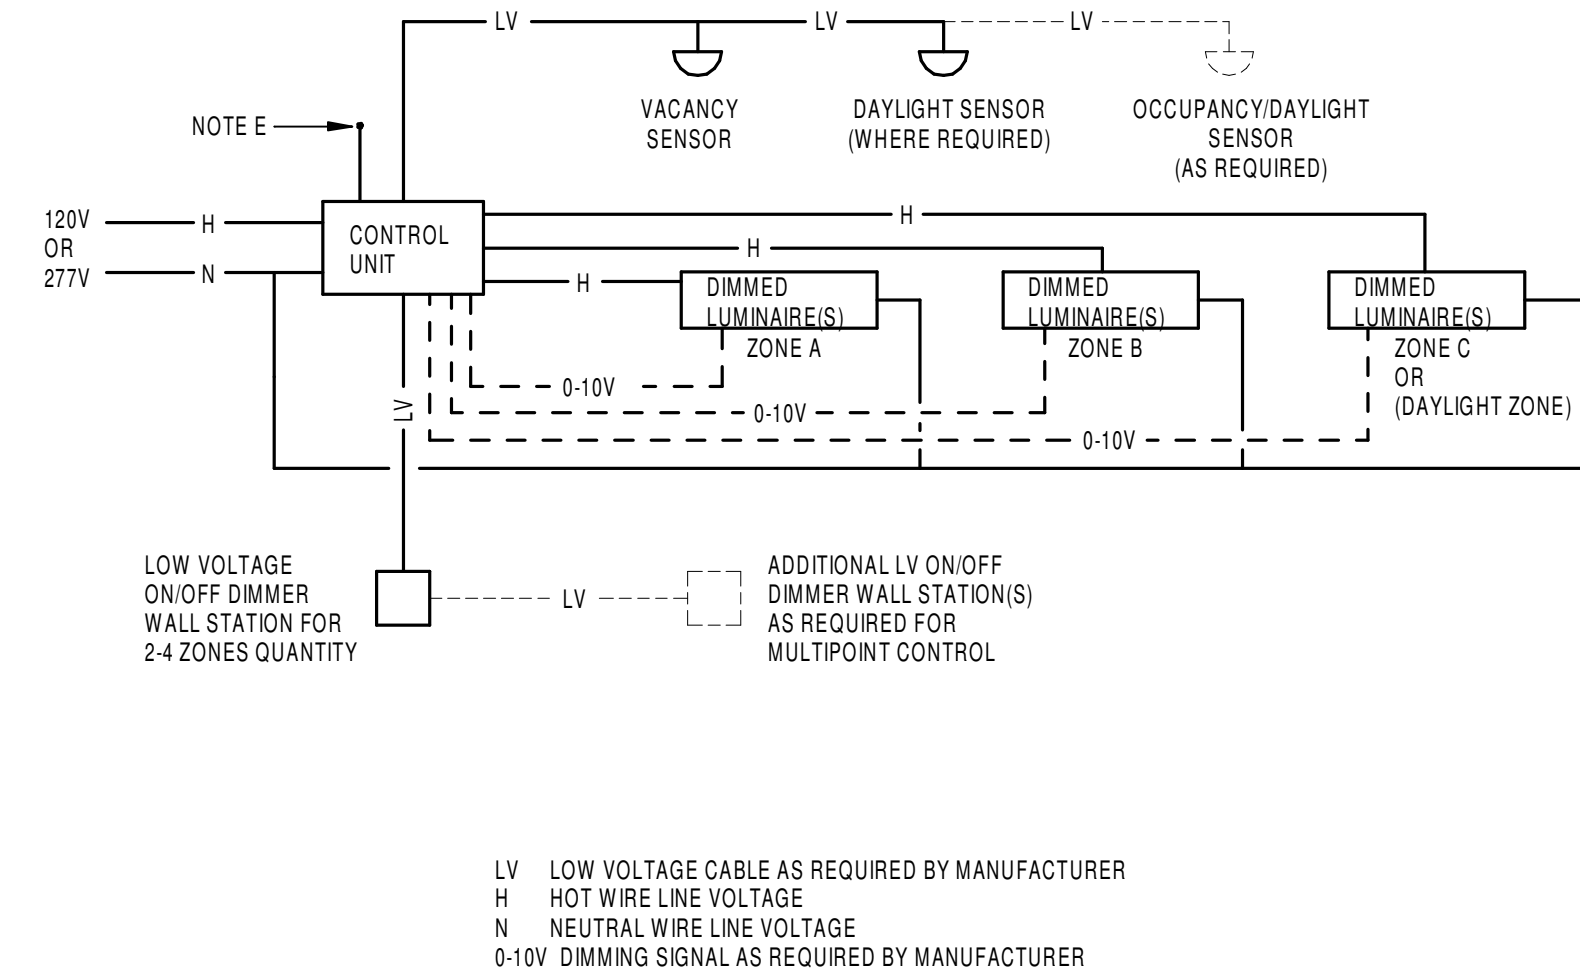 LV
LV
LV
VACANCY
SENSOR
DAYLIGHT SENSOR
(WHERE REQUIRED)
OCCUPANCY/DAYLIGHT
SENSOR
(AS REQUIRED)
NOTE E
120V
OR
277V
H
N
CONTROL
UNIT
H
H
H
DIMMED
LUMINAIRE(S)
ZONE A
DIMMED
LUMINAIRE(S)
ZONE B
DIMMED
LUMINAIRE(S)
ZONE C
OR
(DAYLIGHT ZONE)
0-10V
0-10V
0-10V
LV
LOW VOLTAGE
ON/OFF DIMMER
WALL STATION FOR
2-4 ZONES QUANTITY
LV
ADDITIONAL LV ON/OFF
DIMMER WALL STATION(S)
AS REQUIRED FOR
MULTIPOINT CONTROL
LV LOW VOLTAGE CABLE AS REQUIRED BY MANUFACTURER
H HOT WIRE LINE VOLTAGE
N NEUTRAL WIRE LINE VOLTAGE
0-10V DIMMING SIGNAL AS REQUIRED BY MANUFACTURER